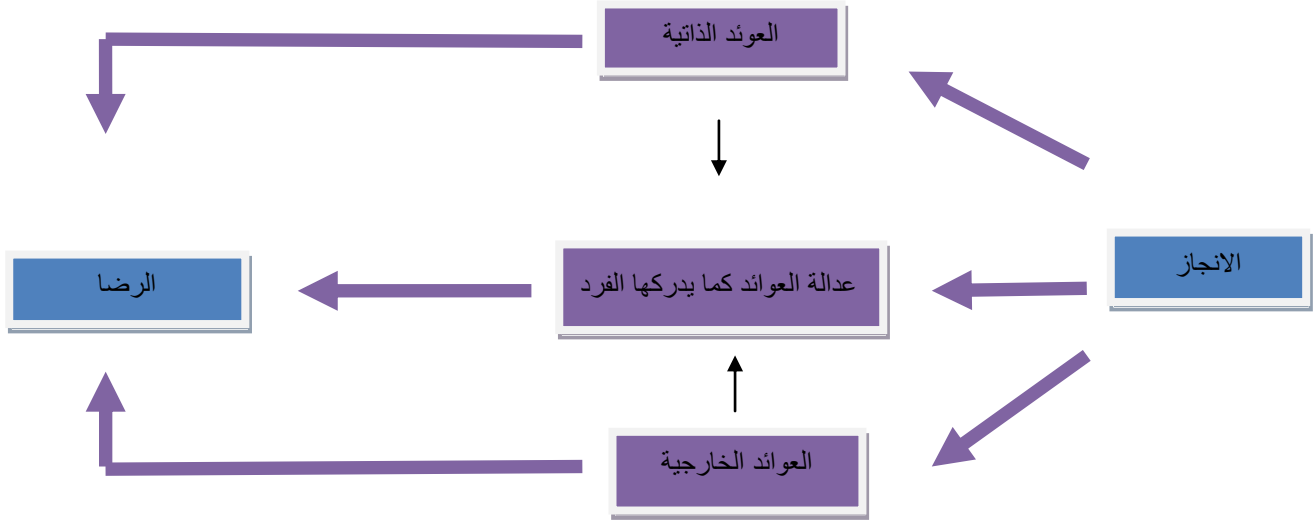 العوئد الذاتية
الانجاز
عدالة العوائد كما يدركها الفرد
الرضا
العوائد الخارجية